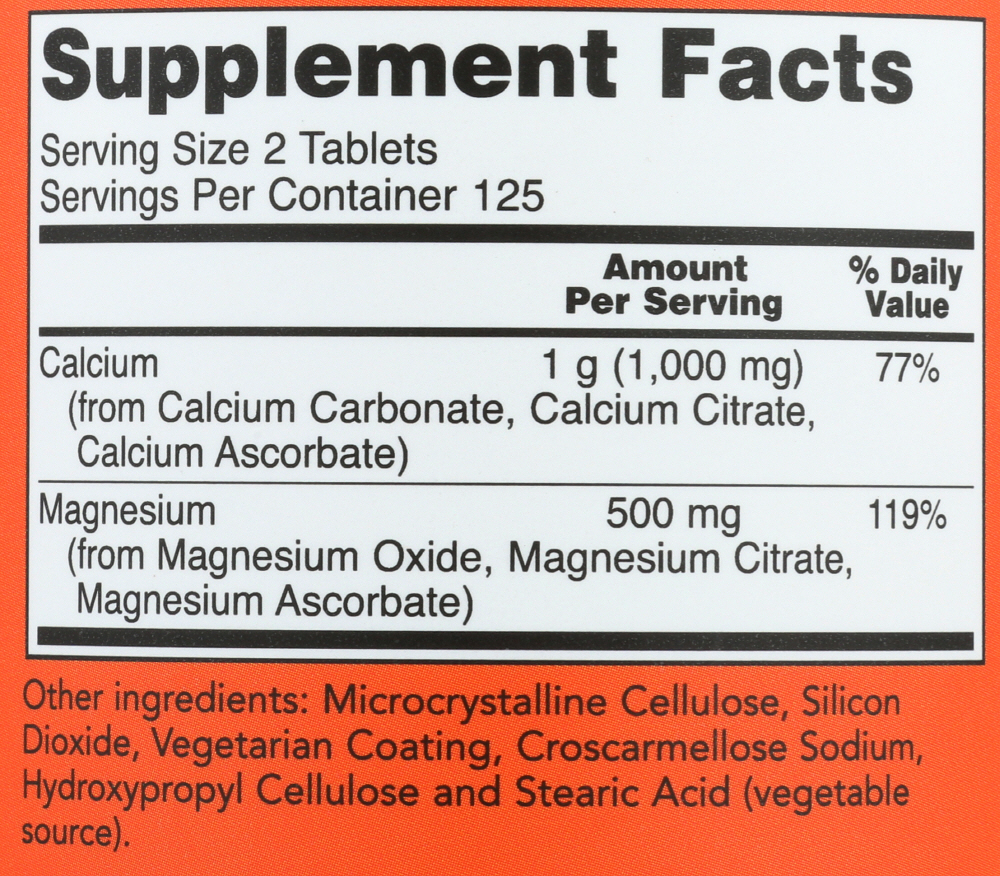 Supplement Facts
Serving Size 2 Tablets
Servings Per Container 125
Amount Per Serving
% Daily Value
Calcium 1 g (1,000 mg) 77%
(from Calcium Carbonate, Calcium Citrate,
Calcium Ascorbate)
Magnesium 500 mg 119%
(from Magnesium Oxide, Magnesium Citrate,
Magnesium Ascorbate)
Other ingredients: Microcrystalline Cellulose, Silicon
Dioxide, Vegetarian Coating, Croscarmellose Sodium,
Hydroxypropyl Cellulose and Stearic Acid (vegetable
source).